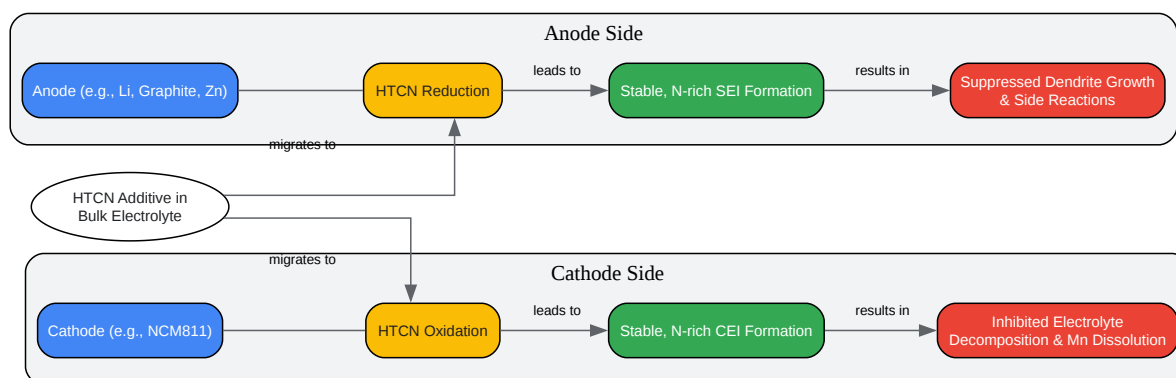 Anode Side
Anode (e.g., Li, Graphite, Zn)
HTCN Reduction
leads to
Stable, N-rich SEI Formation
results in
Suppressed Dendrite Growth
& Side Reactions
migrates to
HTCN Additive in
Bulk Electrolyte
migrates to
Cathode Side
Cathode (e.g., NCM811)
HTCN Oxidation
leads to
Stable, N-rich CEI Formation
results in
Inhibited Electrolyte
Decomposition & Mn Dissolution